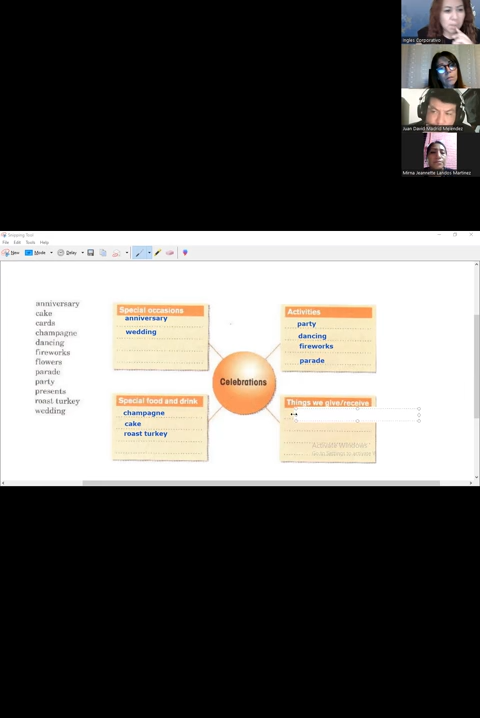 Ingles Corporativo
Juan David Madrid Meléndez
Mirna Jeannette Landos Martinez
Snipping Tool
File Edit Tools Help
New Mode Delay
anniversary
cake
cards
champagne
dancing
fireworks
flowers
parade
party
presents
roast turkey
wedding
Special occasions
anniversary
wedding
Activities
party
dancing
fireworks
parade
Celebrations
Special food and drink
champagne
cake
roast turkey
Things we give/receive
Activate Windows